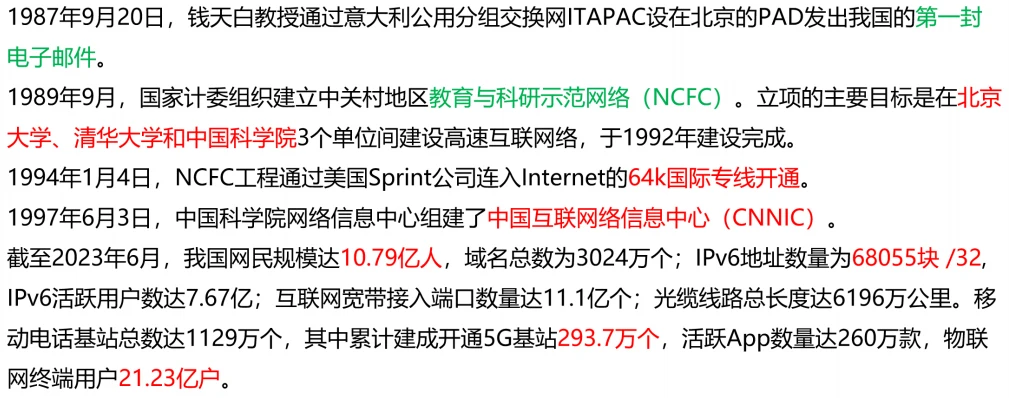 1987年9月20日，钱天白教授通过意大利公用分组交换网ITAPAC设在北京的PAD发出我国的第一封
电子邮件。
1989年9月，国家计委组织建立中关村地区教育与科研示范网络（NCFC）。立项的主要目标是在北京
大学、清华大学和中国科学院3个单位间建设高速互联网络，于1992年建设完成。
1994年1月4日，NCFC工程通过美国Sprint公司连入Internet的64k国际专线开通。
1997年6月3日，中国科学院网络信息中心组建了中国互联网络信息中心（CNNIC）。
截至2023年6月，我国网民规模达10.79亿人，域名总数为3024万个；IPv6地址数量为68055块 /32,
IPv6活跃用户数达7.67亿；互联网宽带接入端口数量达11.1亿个；光缆线路总长度达6196万公里。移
动电话基站总数达1129万个，其中累计建成开通5G基站293.7万个，活跃App数量达260万款，物联
网终端用户21.23亿户。